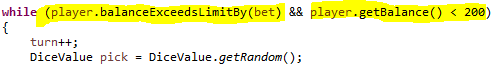 while (player.balanceExceedsLimitBy(bet) && player.getBalance() < 200)
{
turn++;
DiceValue pick = DiceValue.getRandom();